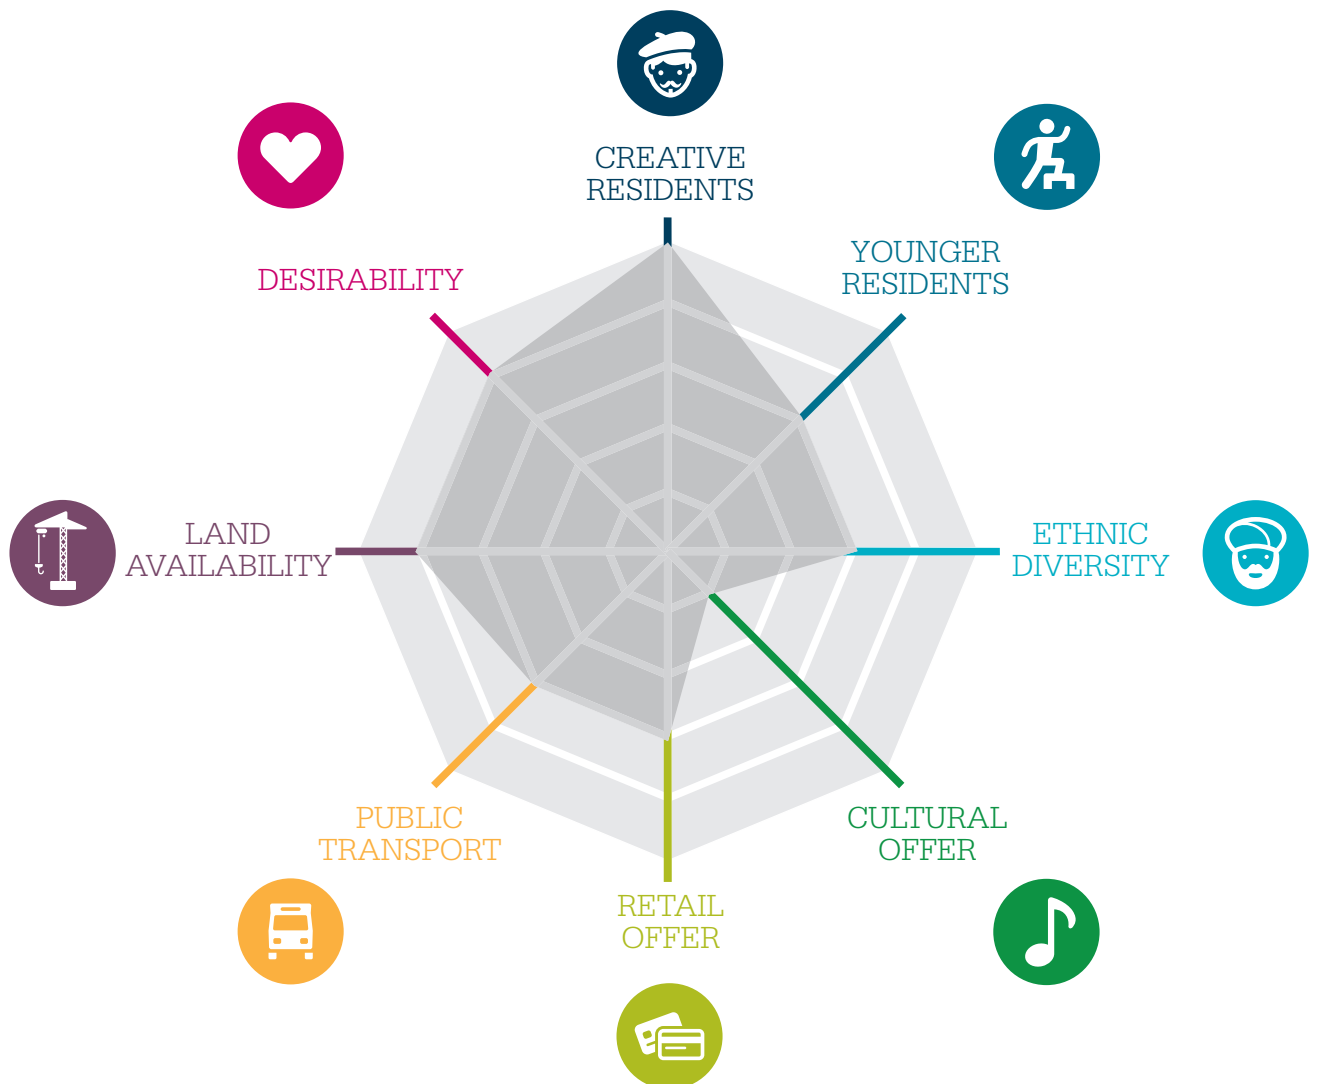 CREATIVE
RESIDENTS
YOUNGER
RESIDENTS
DESIRABILITY
LAND
AVAILABILITY
ETHNIC
DIVERSITY
PUBLIC
TRANSPORT
CULTURAL
OFFER
RETAIL
OFFER